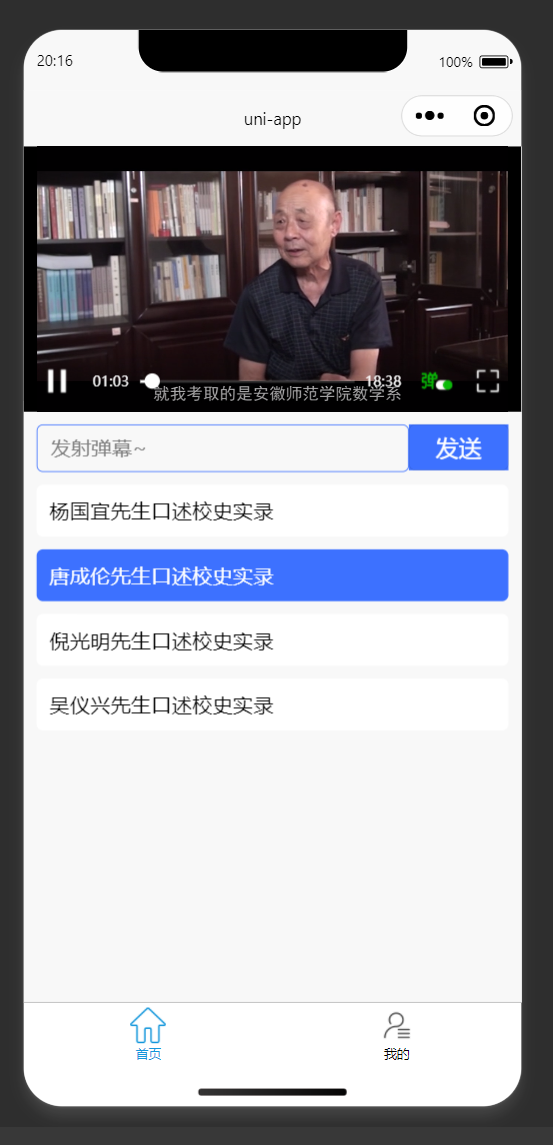 20:16
100%
uni-app
01:03
18:38
弹
就我考取的是安徽师范学院数学系
发射弹幕~
发送
杨国宜先生口述校史实录
唐成伦先生口述校史实录
倪光明先生口述校史实录
吴仪兴先生口述校史实录
首页
我的